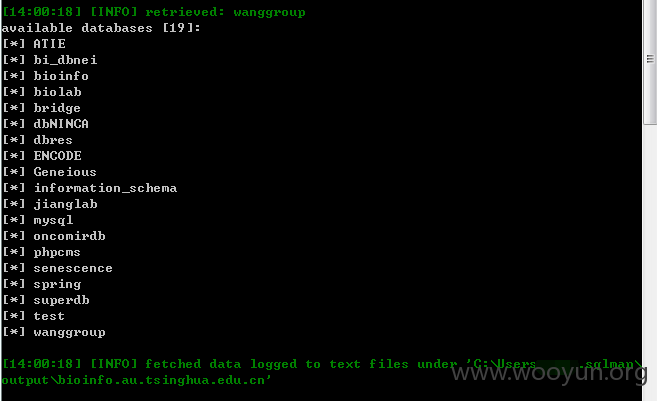 [14:00:18] [INFO] retrieved: wanggroup
available databases [19]:
[*] ATIE
[*] bi_dbnei
[*] bioinfo
[*] biolab
[*] bridge
[*] dbNINCA
[*] dbres
[*] ENCODE
[*] Geneious
[*] information_schema
[*] jianglab
[*] mysql
[*] oncomirdb
[*] phpcms
[*] senescence
[*] spring
[*] superdb
[*] test
[*] wanggroup
[14:00:18] [INFO] fetched data logged to text files under 'C:\Users .sqlmap\
output\bioinfo.au.tsinghua.edu.cn'
www.wooyun.org